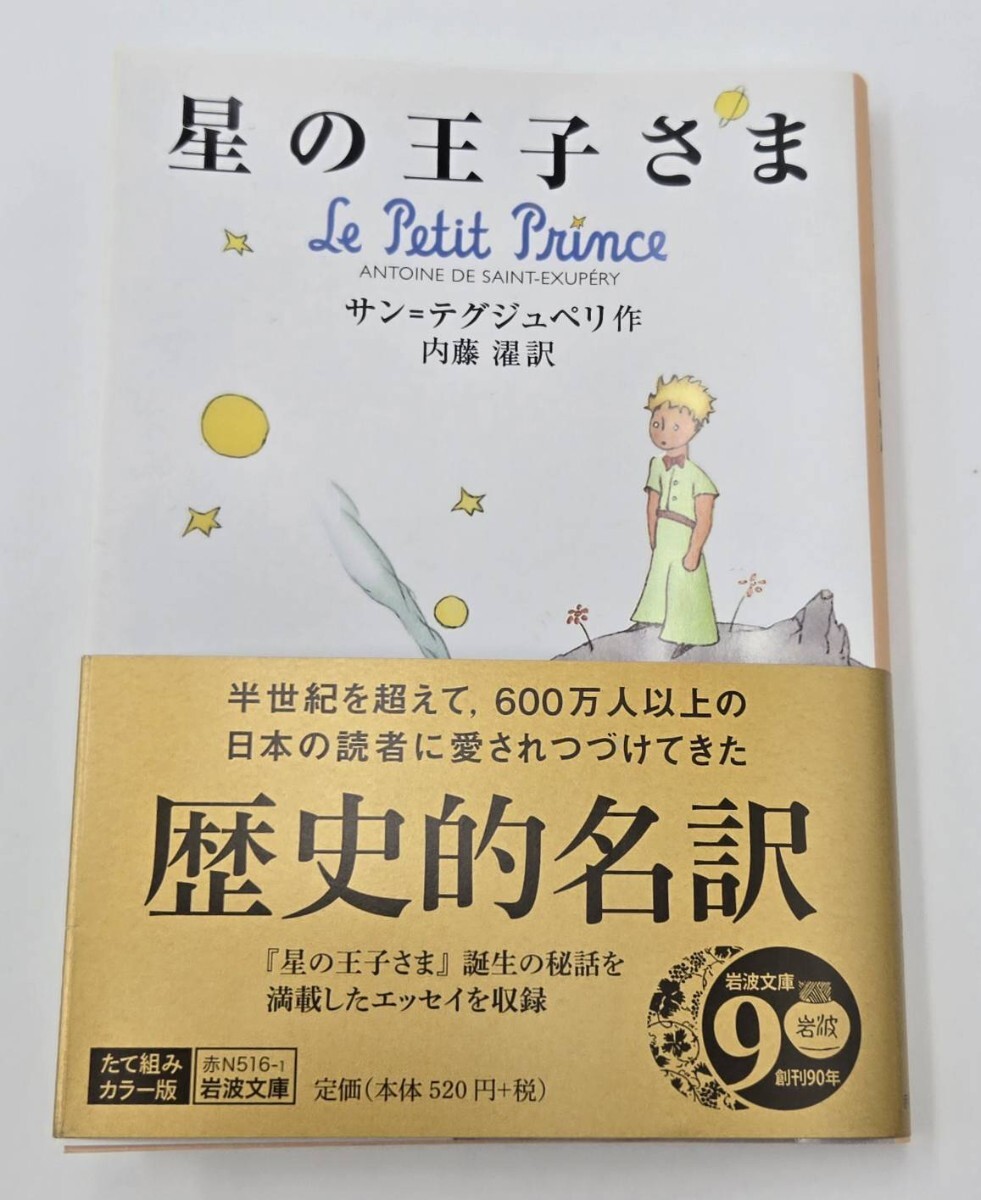 星の王子さま
Le Petit Prince
ANTOINE DE SAINT-EXUPÉRY
サン=テグジュペリ作
内藤 濯訳
半世紀を超えて,600万人以上の
日本の読者に愛されつづけてきた
歴史的名訳
『星の王子さま』誕生の秘話を
満載したエッセイを収録
たて組み
カラー版
赤N516-1
岩波文庫
定価(本体520円+税)
岩波文庫
90
岩波
創刊90年